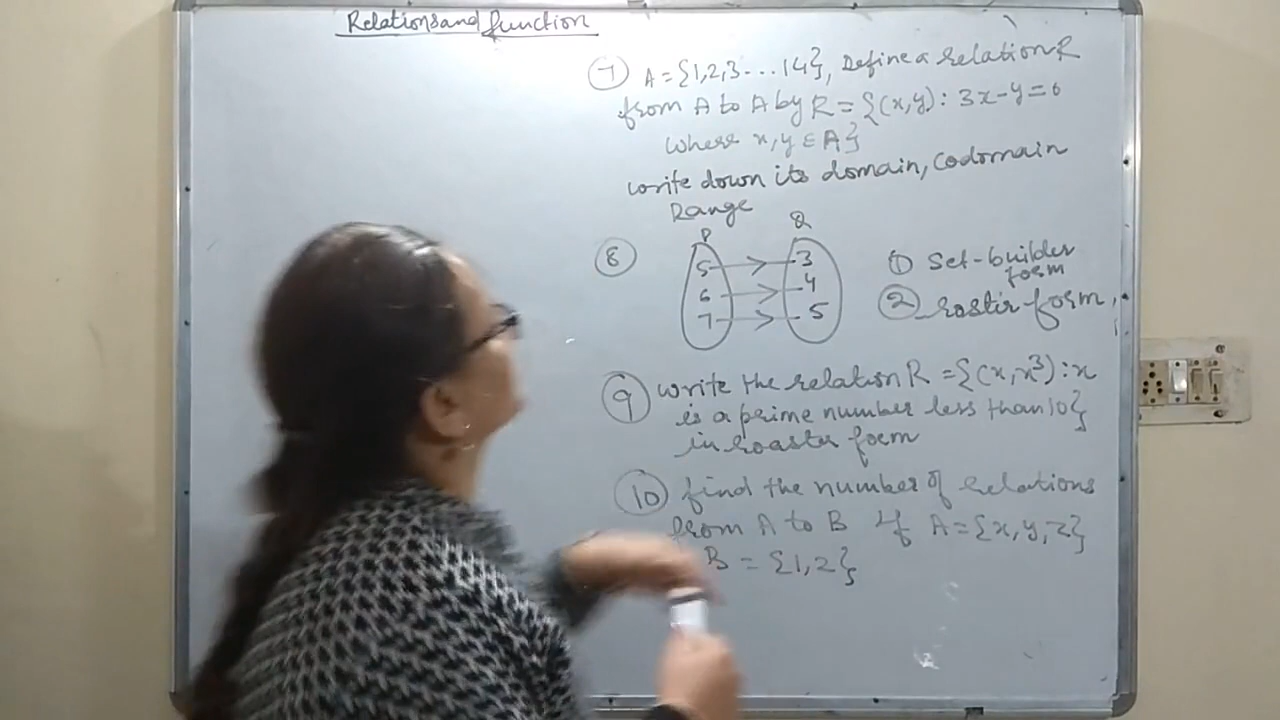 Relations and function
7 A = {1,2,3...14}, Define a relation R
from A to A by R = {(x,y): 3x-y=0
where x,y ∈ A}
write down its domain, Codomain
Range
P Q
8 5 → 3 ① Set-builder form
6 → 4 ② roster form,
7 → 5
9 write the relation R = {(x,x³): x
is a prime number less than 10}
in roaster form
10 find the number of relations
from A to B if A = {x,y,z}
B = {1,2}